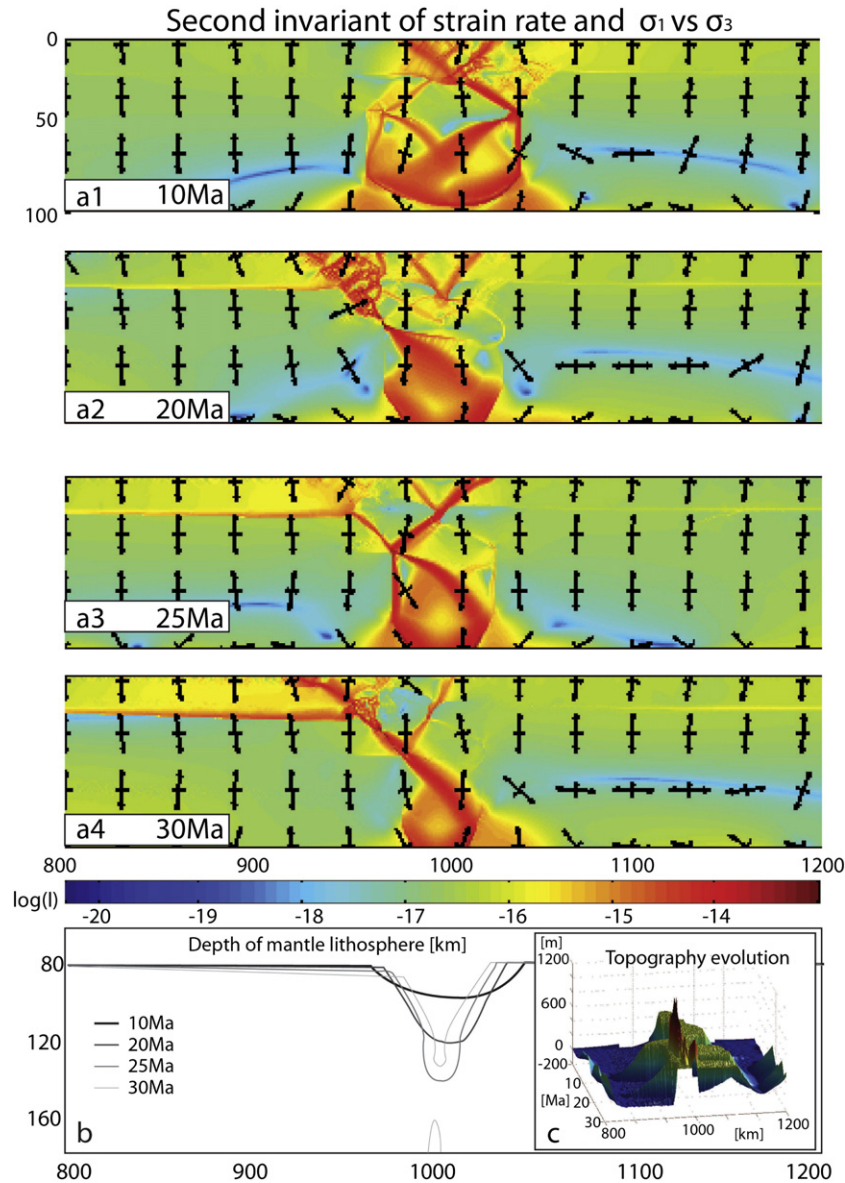 Second invariant of strain rate and σ1 vs σ3
0
50
100
a1 10Ma
a2 20Ma
a3 25Ma
a4 30Ma
800 900 1000 1100 1200
log(I) -20 -19 -18 -17 -16 -15 -14
Depth of mantle lithosphere [km]
80
120
160
10Ma
20Ma
25Ma
30Ma
b
Topography evolution
[m]
1200
600
0
-200
10
[Ma] 20
30
800 1000 1200
[km]
c
800 900 1000 1100 1200